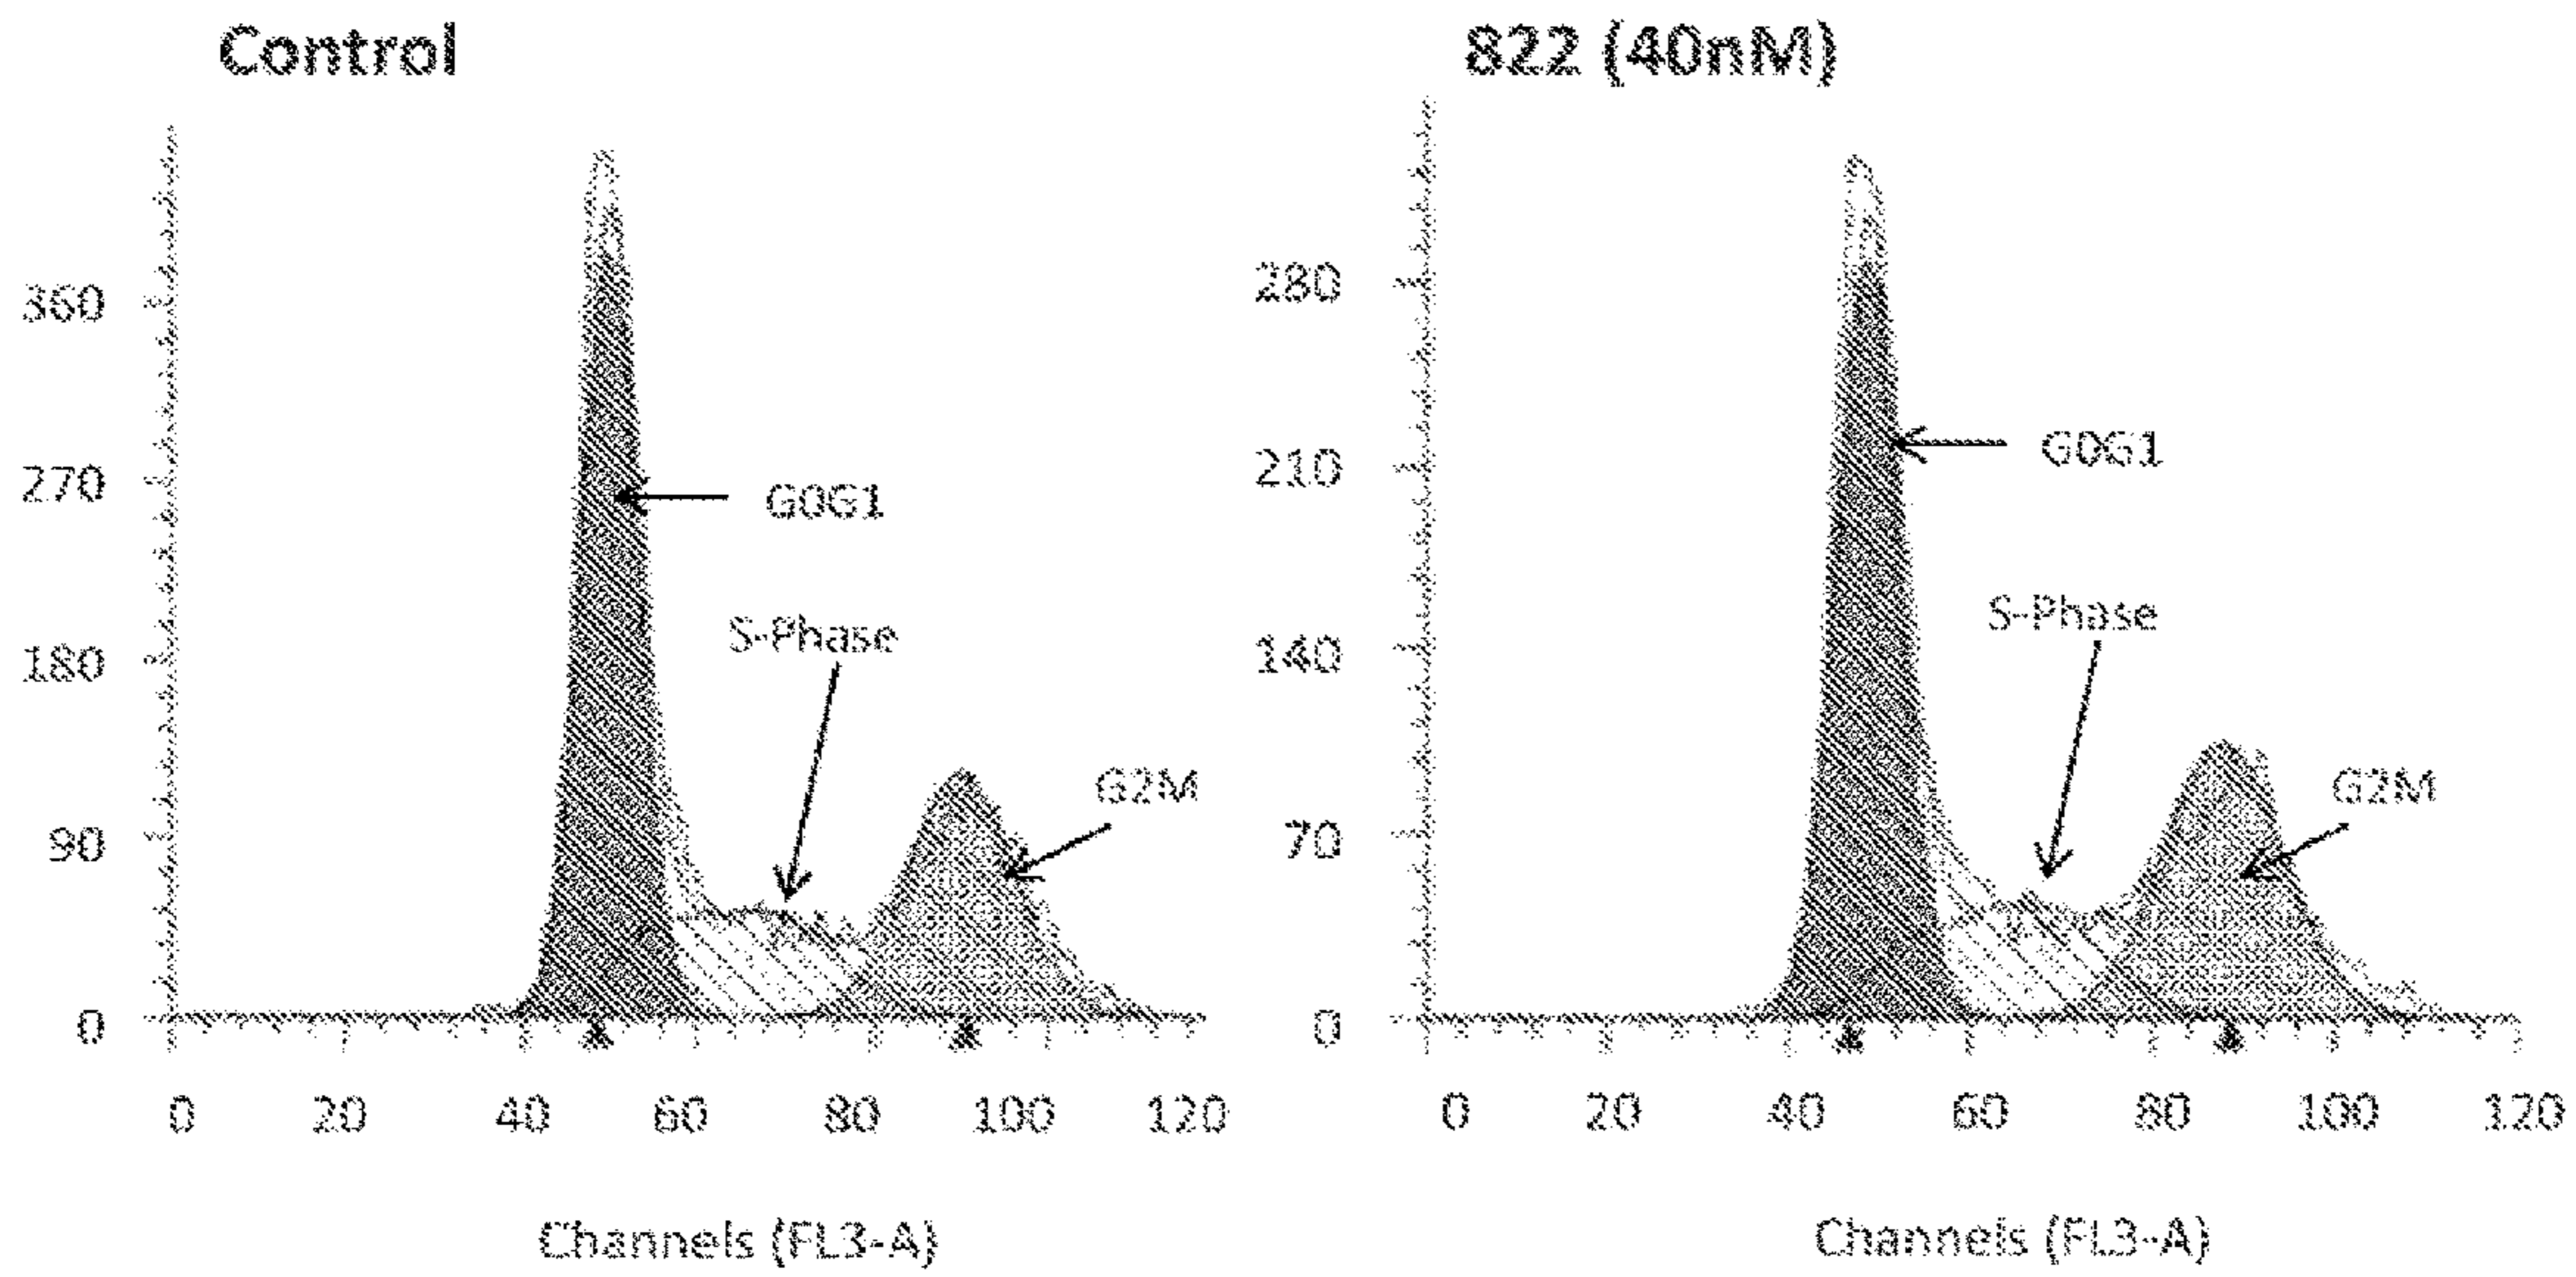 Control
360
270
180
90
0
G0G1
S-Phase
G2M
0 20 40 60 80 100 120
Channels (FL3-A)
822 (40nM)
280
210
140
70
0
G0G1
S-Phase
G2M
0 20 40 60 80 100 120
Channels (FL3-A)